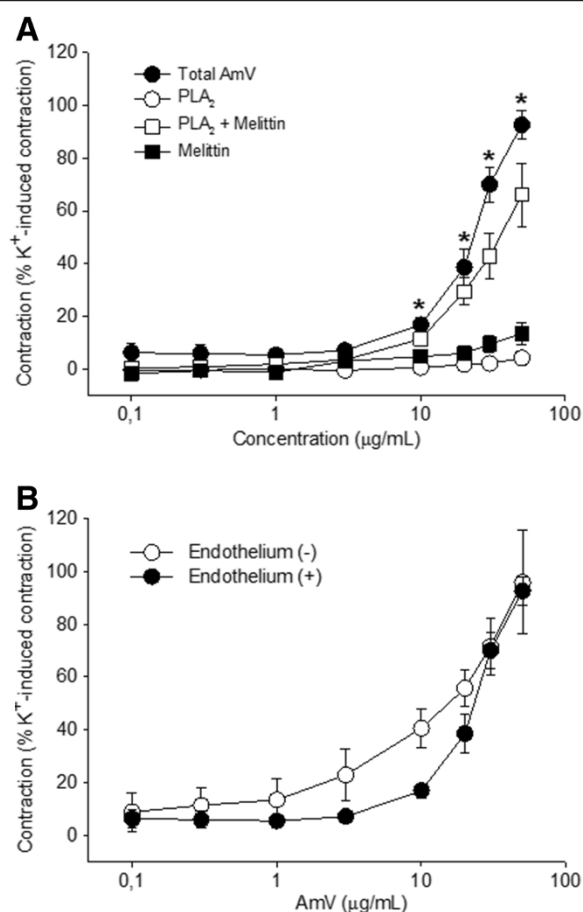 A
120
100
80
60
40
20
0
Contraction (% K+-induced contraction)
Total AmV
PLA2
PLA2 + Melittin
Melittin
*
*
*
*
0,1
1
10
100
Concentration (μg/mL)
B
120
100
80
60
40
20
0
Contraction (% K+-induced contraction)
Endothelium (-)
Endothelium (+)
0,1
1
10
100
AmV (μg/mL)